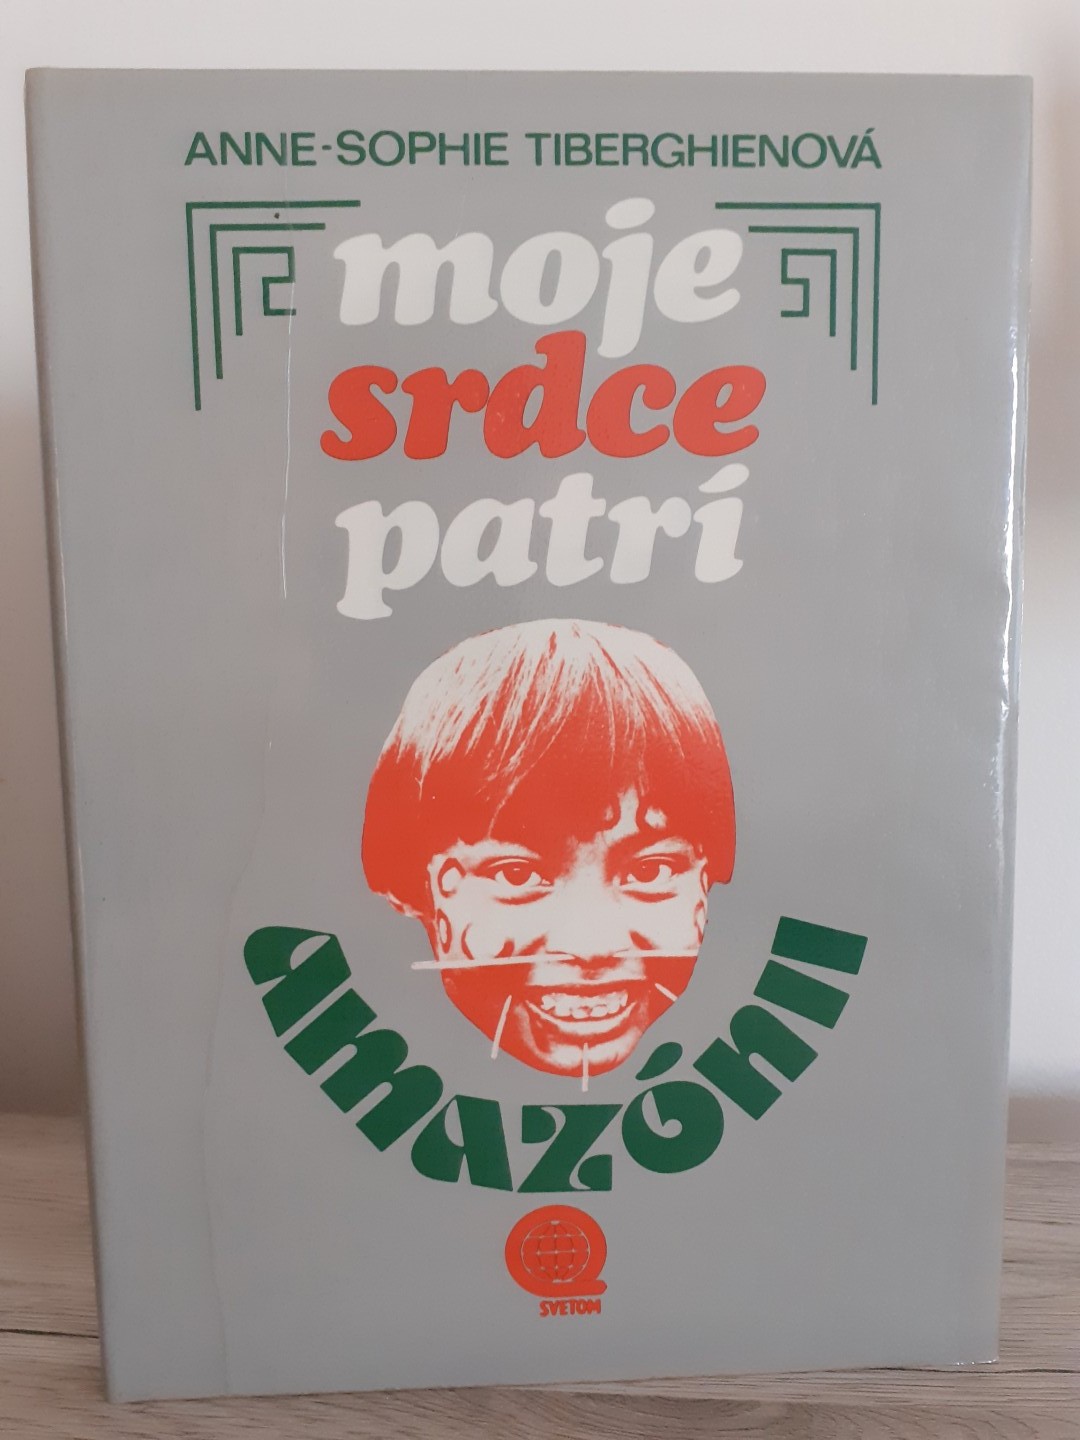 ANNE-SOPHIE TIBERGHIENOVÁ
moje
srdce
patrí
AMAZÓNII
SVETOM